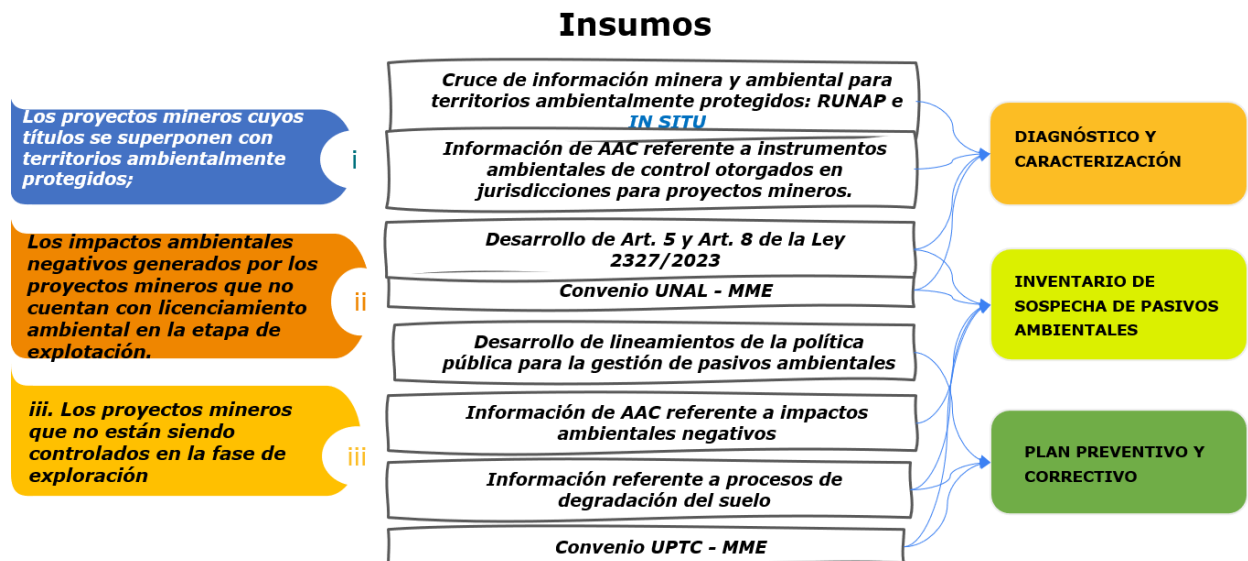 Insumos
Los proyectos mineros cuyos
títulos se superponen con
territorios ambientalmente
protegidos;
i
Los impactos ambientales
negativos generados por los
proyectos mineros que no
cuentan con licenciamiento
ambiental en la etapa de
explotación.
ii
iii. Los proyectos mineros
que no están siendo
controlados en la fase de
exploración
iii
Cruce de información minera y ambiental para
territorios ambientalmente protegidos: RUNAP e
IN SITU
Información de AAC referente a instrumentos
ambientales de control otorgados en
jurisdicciones para proyectos mineros.
Desarrollo de Art. 5 y Art. 8 de la Ley
2327/2023
Convenio UNAL - MME
Desarrollo de lineamientos de la política
pública para la gestión de pasivos ambientales
Información de AAC referente a impactos
ambientales negativos
Información referente a procesos de
degradación del suelo
Convenio UPTC - MME
DIAGNÓSTICO Y
CARACTERIZACIÓN
INVENTARIO DE
SOSPECHA DE PASIVOS
AMBIENTALES
PLAN PREVENTIVO Y
CORRECTIVO